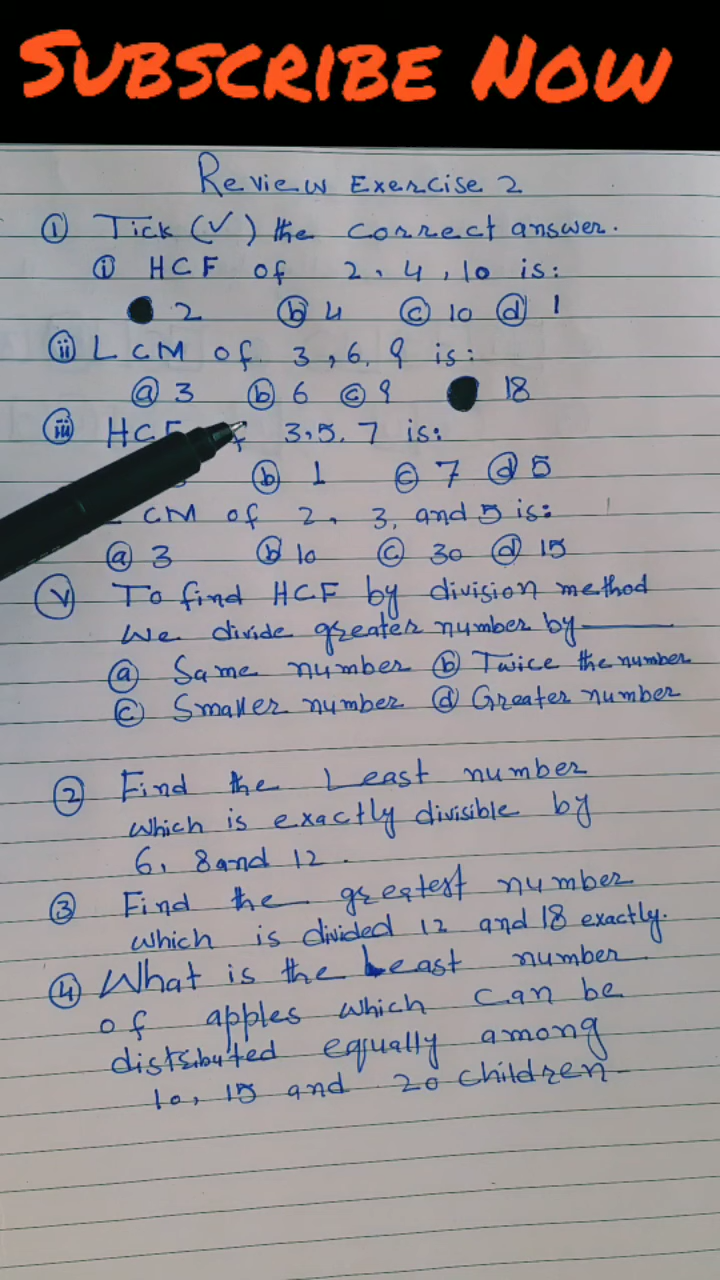 SUBSCRIBE NOW
Review Exercise 2
① Tick (✓) the correct answer.
ⓘ HCF of 2, 4, 10 is:
2 ⓑ 4 ⓒ 10 ⓓ 1
ⓘⓘ LCM of 3, 6, 9 is:
ⓐ 3 ⓑ 6 ⓒ 9 18
ⓘⓘⓘ HCF 3, 5, 7 is:
ⓑ 1 ⓒ 7 ⓓ 5
CM of 2, 3, and 5 is:
ⓐ 3 ⓑ 10 ⓒ 30 ⓓ 15
ⓥ To find HCF by division method
we divide greater number by ———
ⓐ Same number ⓑ Twice the number
ⓒ Smaller number ⓓ Greater number
② Find the Least number
which is exactly divisible by
6, 8 and 12.
③ Find the greatest number
which is divided 12 and 18 exactly.
④ What is the Least number
of apples which can be
distributed equally among
10, 15 and 20 children